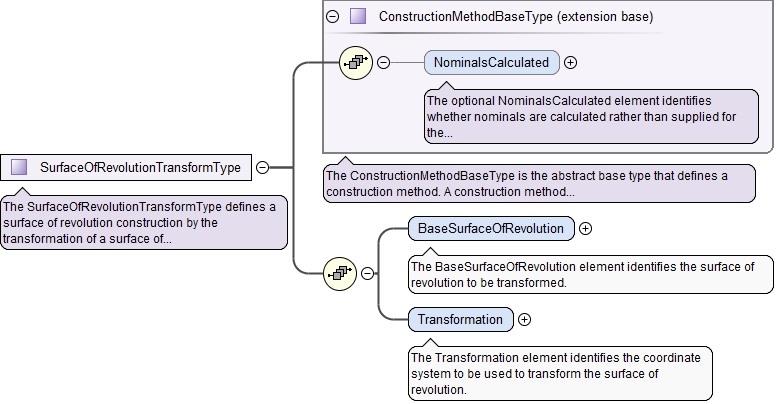 ConstructionMethodBaseType (extension base)
NominalsCalculated
The optional NominalsCalculated element identifies
whether nominals are calculated rather than supplied for
the...
SurfaceOfRevolutionTransformType
The SurfaceOfRevolutionTransformType defines a
surface of revolution construction by the
transformation of a surface of...
The ConstructionMethodBaseType is the abstract base type that defines a
construction method. A construction method...
BaseSurfaceOfRevolution
The BaseSurfaceOfRevolution element identifies the surface of
revolution to be transformed.
Transformation
The Transformation element identifies the coordinate
system to be used to transform the surface of
revolution.